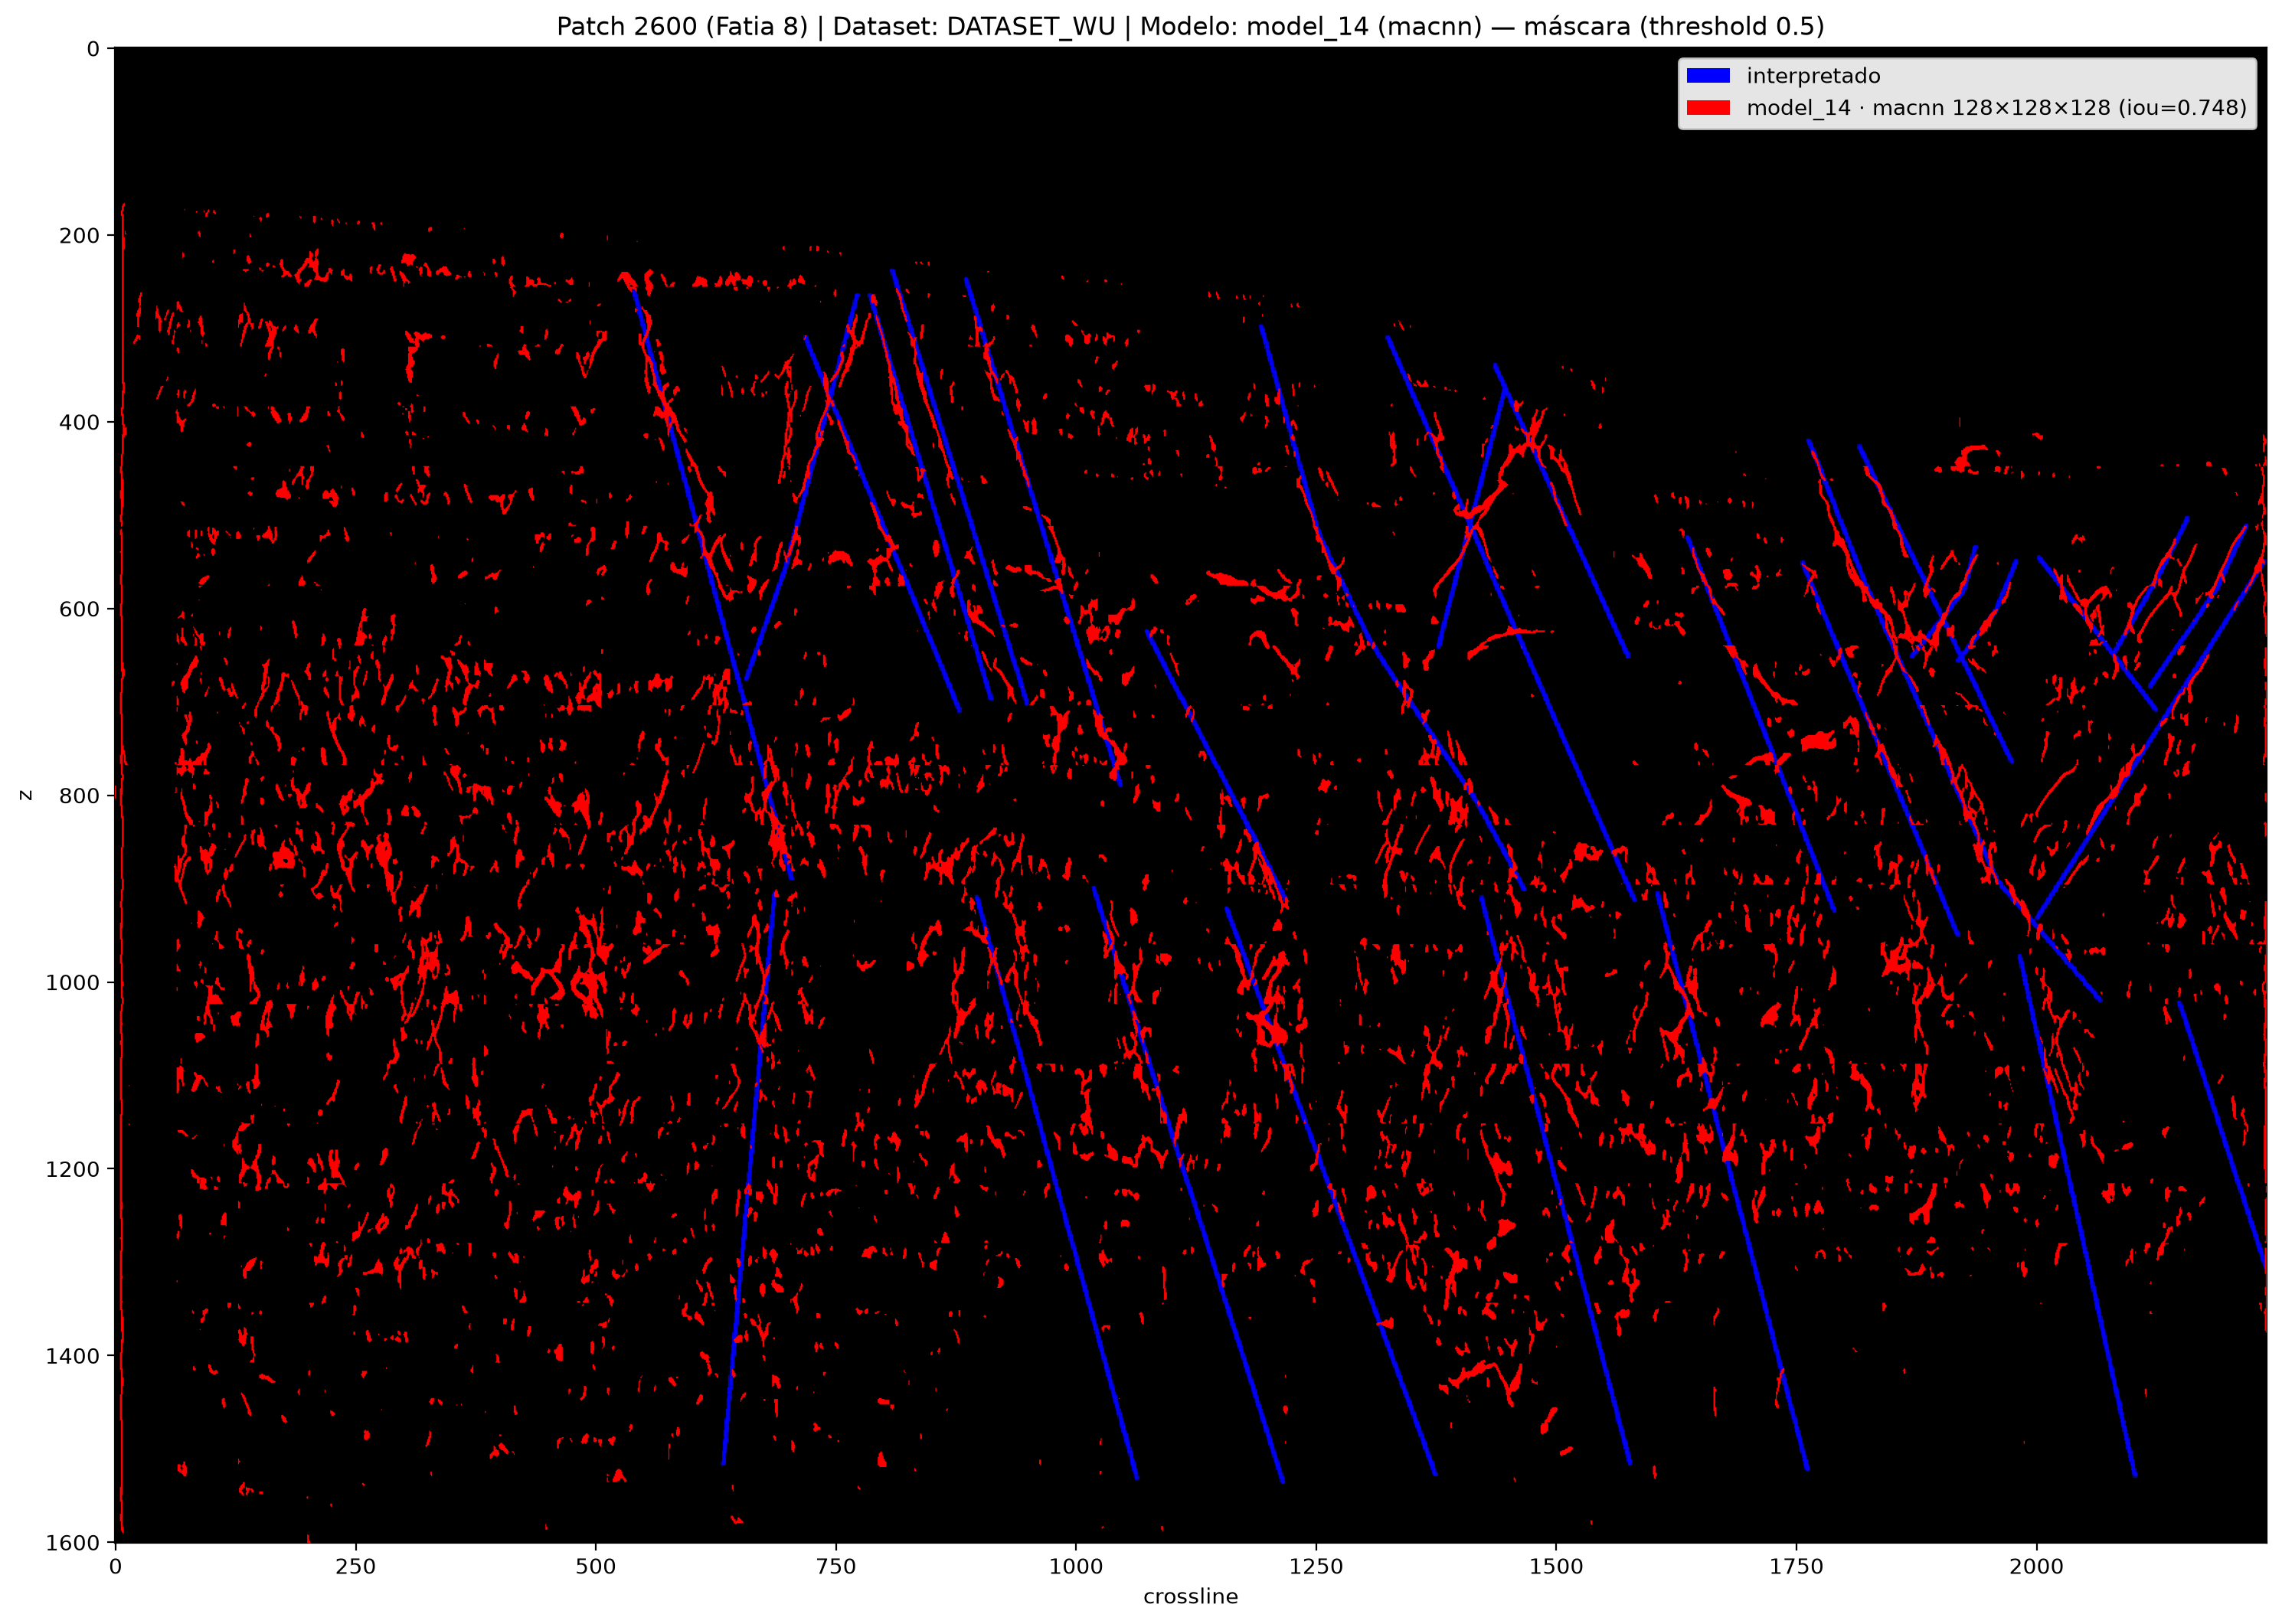 Patch 2600 (Fatia 8) | Dataset: DATASET_WU | Modelo: model_14 (macnn) — máscara (threshold 0.5)
interpretado
model_14 · macnn 128×128×128 (iou=0.748)
0
200
400
600
800
1000
1200
1400
1600
z
0 250 500 750 1000 1250 1500 1750 2000
crossline